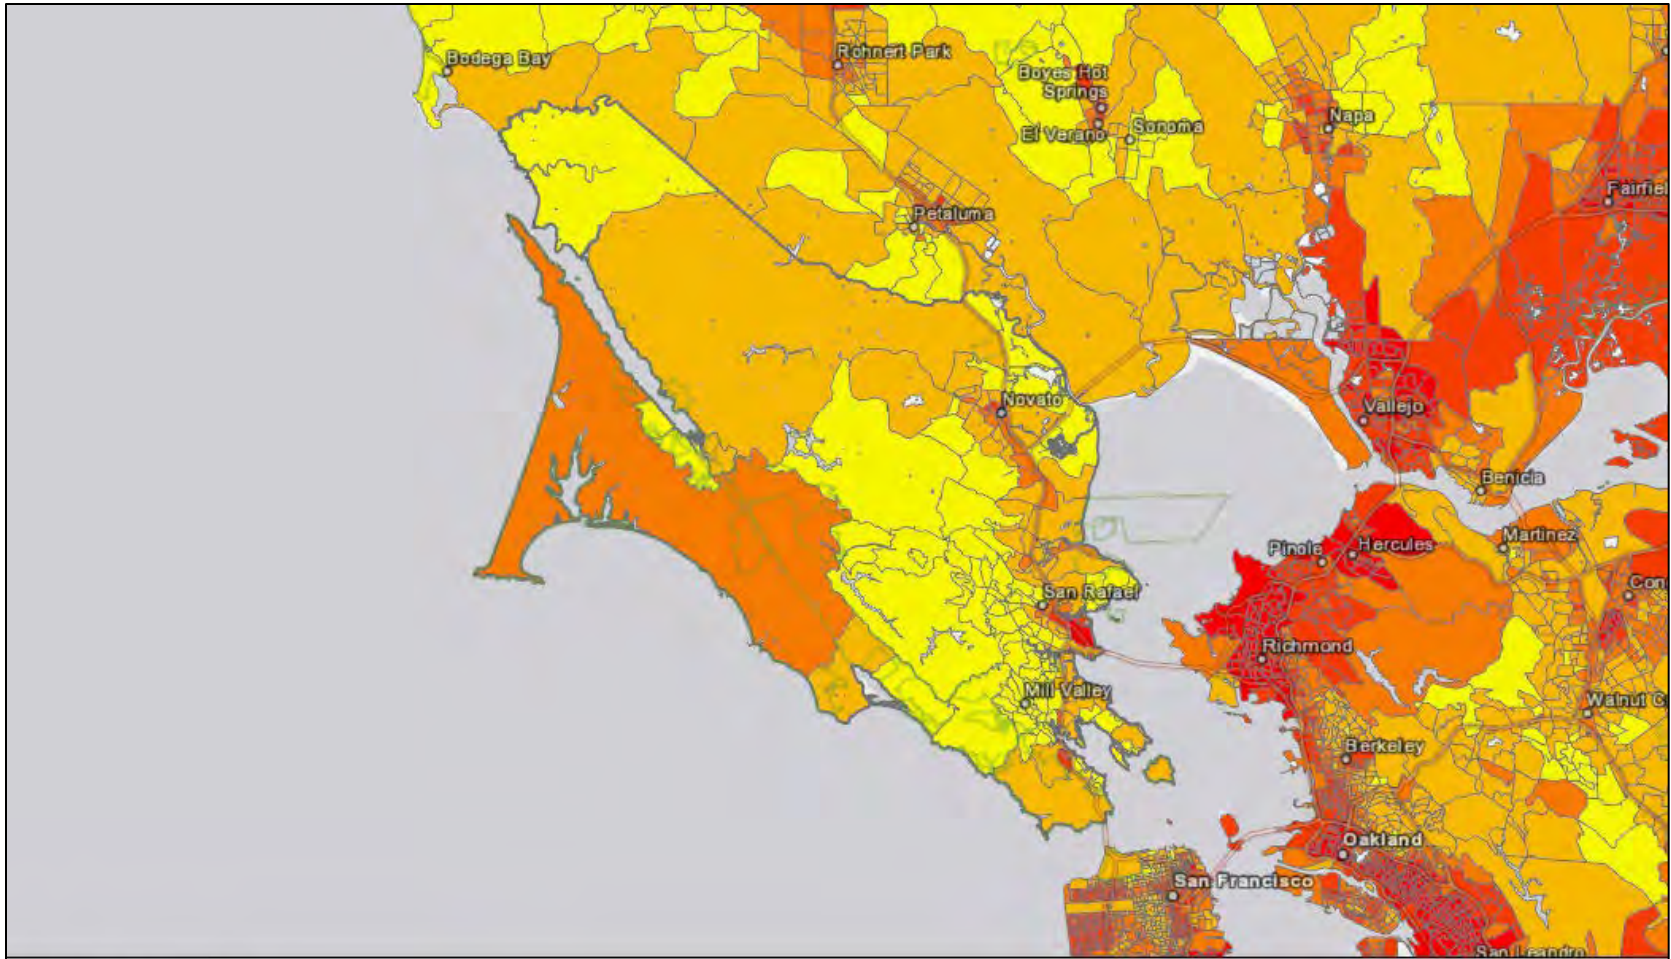 Bodega Bay
Rohnert Park
Boyes Hot
Springs
El Verano
Sonoma
Napa
Fairfiel
Petaluma
Novato
Vallejo
Benicia
Martinez
Pinole
Hercules
Con
San Rafael
Richmond
Mill Valley
Walnut C
Berkeley
Oakland
San Francisco
San Leandro